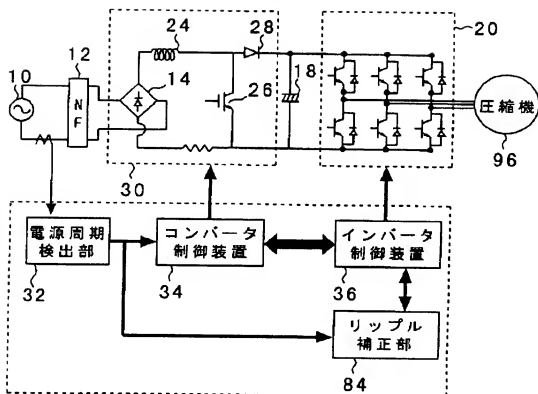 24
28
20
12
10
14
NF
26
18
圧縮機
96
30
電源周期
検出部
32
コンバータ
制御装置
34
インバータ
制御装置
36
リップル
補正部
84